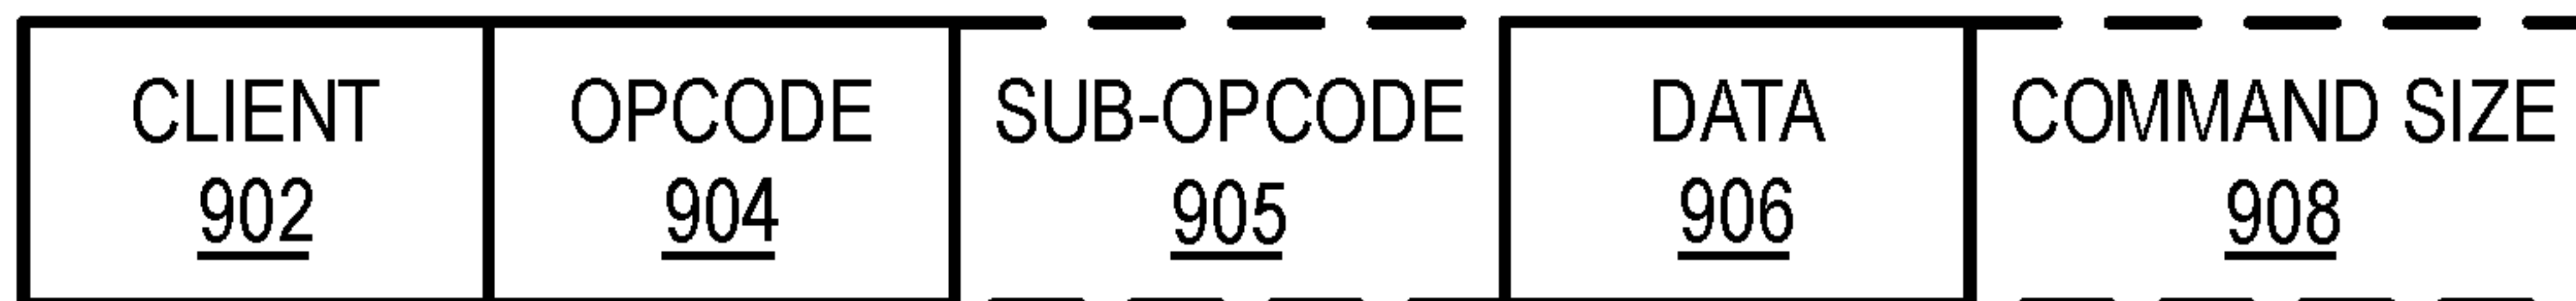 CLIENT OPCODE SUB-OPCODE DATA COMMAND SIZE
902 904 905 906 908